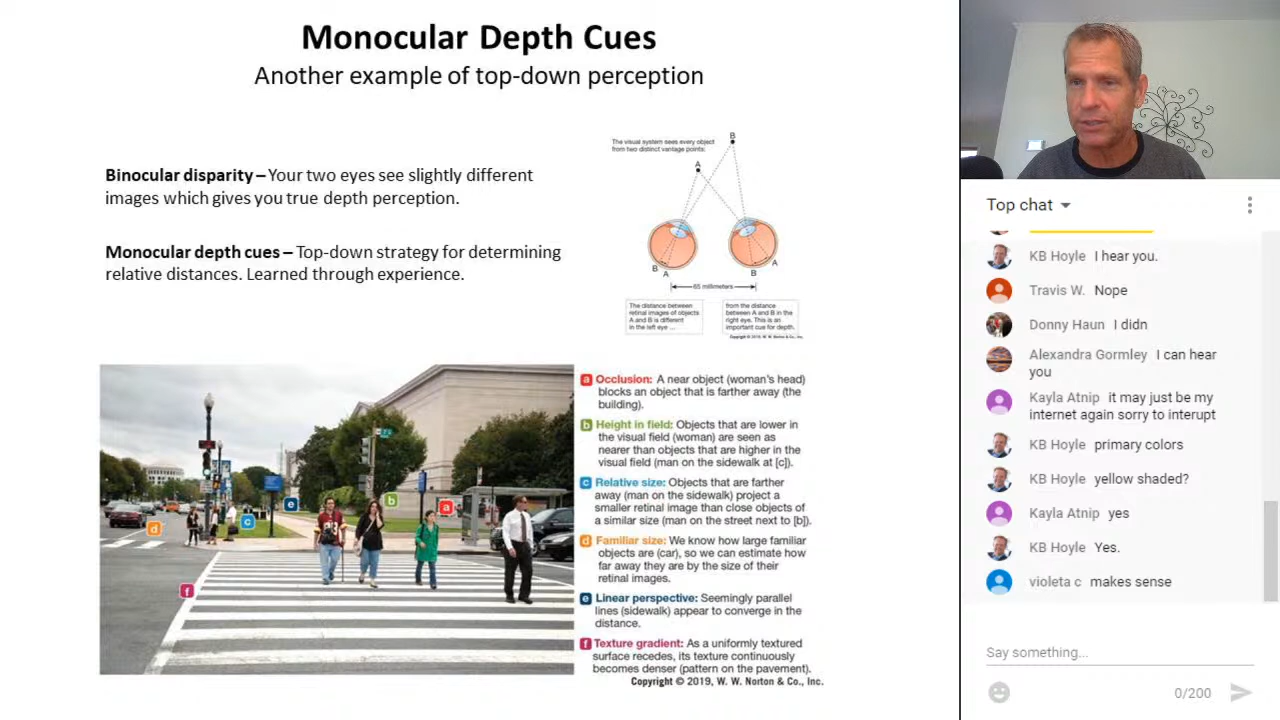 Monocular Depth Cues
Another example of top-down perception
Binocular disparity – Your two eyes see slightly different
images which gives you true depth perception.
Monocular depth cues – Top-down strategy for determining
relative distances. Learned through experience.
The visual system sees every object
from two distinct vantage points:
B
A
B
A
B
A
65 millimeters
The distance between
retinal images of objects
A and B is different
in the left eye ...
from the distance
between A and B in the
right eye. This is an
important cue for depth.
Copyright © 2019, W. W. Norton & Co., Inc.
a
b
c
d
e
f
a Occlusion: A near object (woman's head)
blocks an object that is farther away (the
building).
b Height in field: Objects that are lower in
the visual field (woman) are seen as
nearer than objects that are higher in the
visual field (man on the sidewalk at [c]).
c Relative size: Objects that are farther
away (man on the sidewalk) project a
smaller retinal image than close objects of
a similar size (man on the street next to [b]).
d Familiar size: We know how large familiar
objects are (car), so we can estimate how
far away they are by the size of their
retinal images.
e Linear perspective: Seemingly parallel
lines (sidewalk) appear to converge in the
distance.
f Texture gradient: As a uniformly textured
surface recedes, its texture continuously
becomes denser (pattern on the pavement).
Copyright © 2019, W. W. Norton & Co., Inc.
Top chat
KB Hoyle I hear you.
Travis W. Nope
Donny Haun I didn
Alexandra Gormley I can hear
you
Kayla Atnip it may just be my
internet again sorry to interupt
KB Hoyle primary colors
KB Hoyle yellow shaded?
Kayla Atnip yes
KB Hoyle Yes.
violeta c makes sense
Say something...
0/200